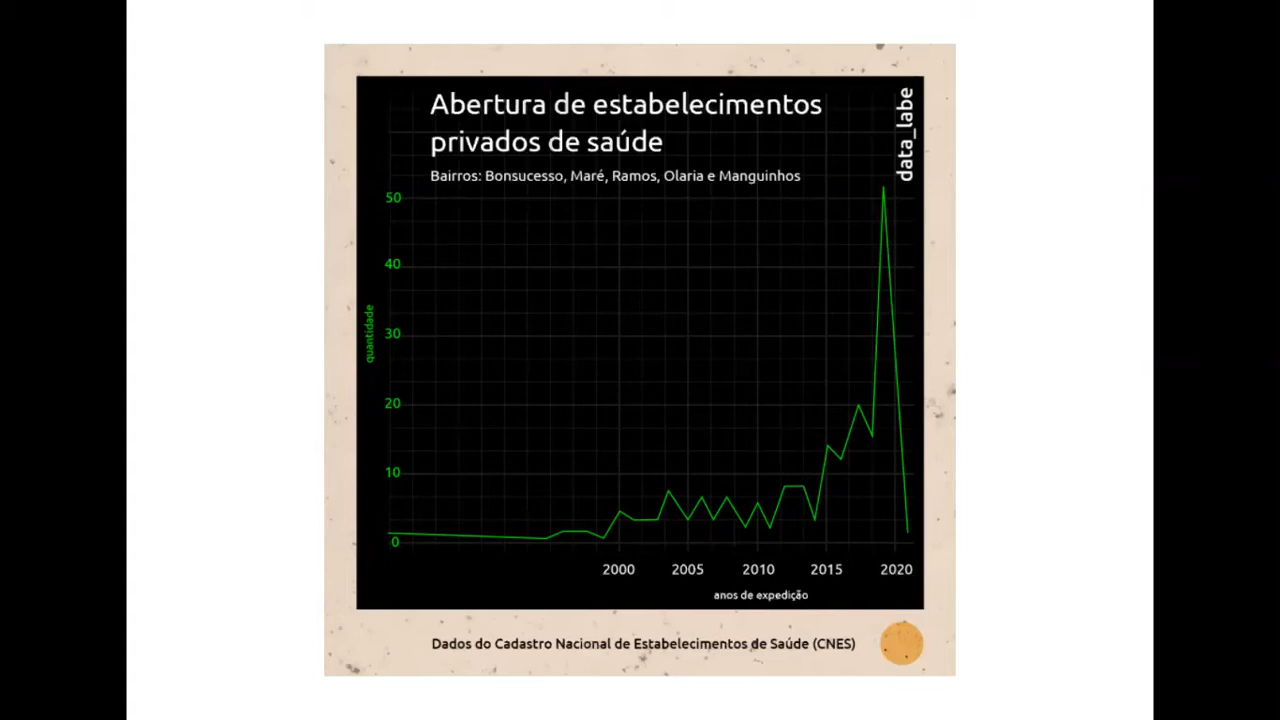 Abertura de estabelecimentos
privados de saúde
data_labe
Bairros: Bonsucesso, Maré, Ramos, Olaria e Manguinhos
50
40
30
20
10
0
quantidade
2000 2005 2010 2015 2020
anos de expedição
Dados do Cadastro Nacional de Estabelecimentos de Saúde (CNES)